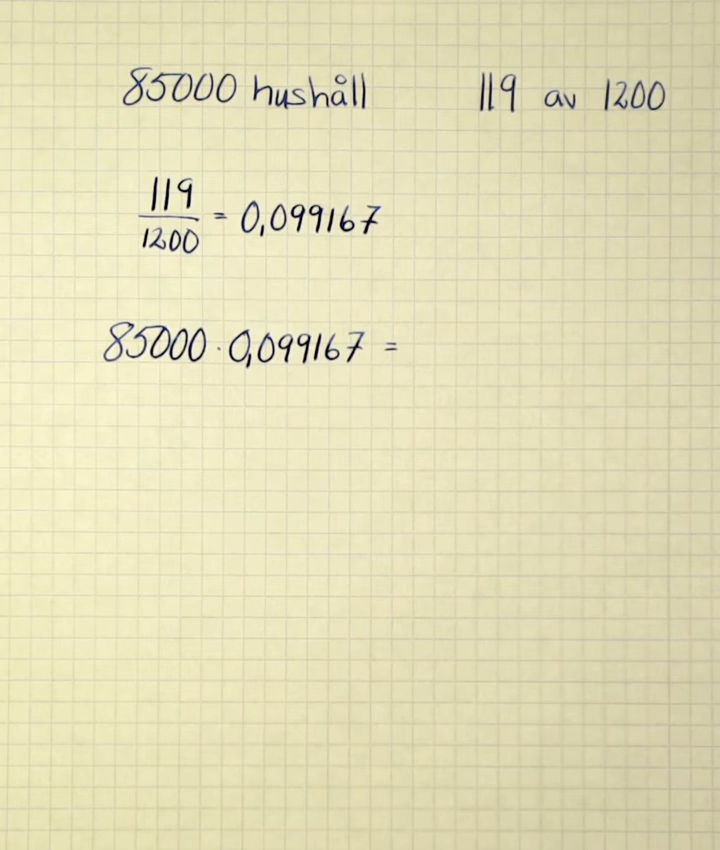 85000 hushåll 119 av 1200
119/1200 = 0,099167
85000 · 0,099167 =